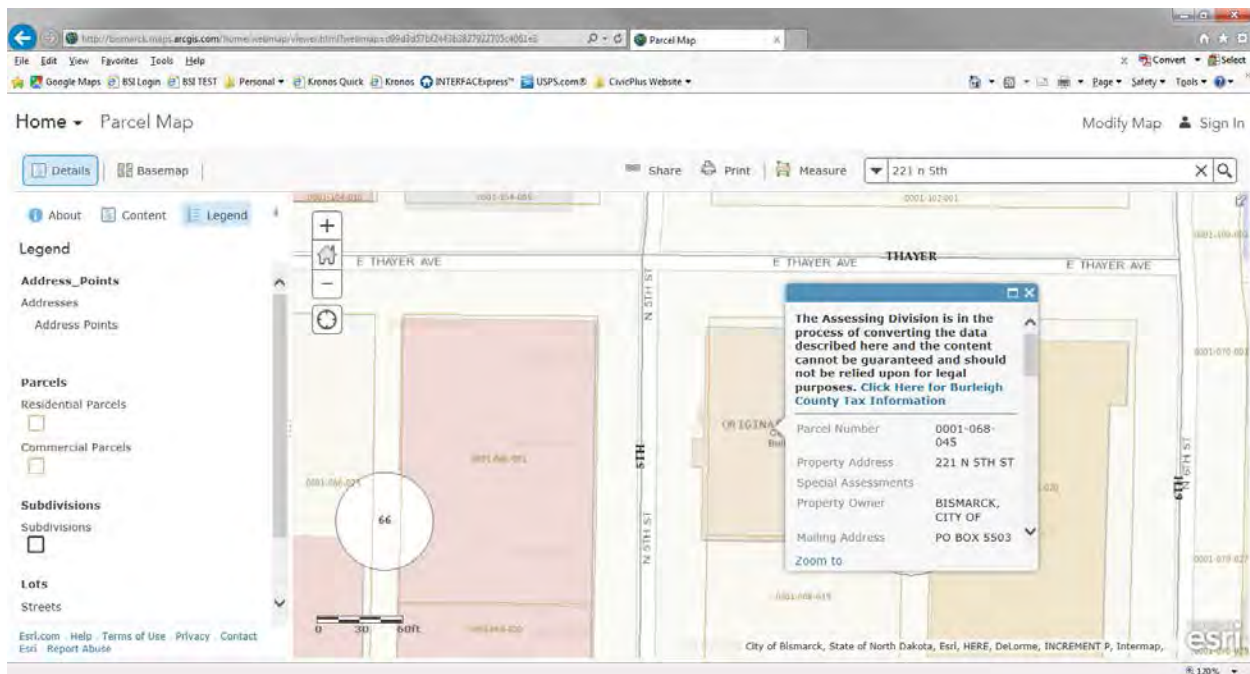 Parcel Map
File Edit View Favorites Tools Help
Convert Select
Google Maps BSI Login BSI TEST Personal Kronos Quick Kronos INTERFACExpress™ USPS.com® CivicPlus Website
Page Safety Tools
Home Parcel Map
Modify Map Sign In
Details Basemap
Share Print Measure 221 n 5th
About Content Legend
Legend
Address_Points
Addresses
Address Points
Parcels
Residential Parcels
Commercial Parcels
Subdivisions
Subdivisions
Lots
Streets
Esri.com Help Terms of Use Privacy Contact
Esri Report Abuse
E THAYER AVE
E THAYER AVE
THAYER
E THAYER AVE
N 5TH ST
5TH
N 5TH ST
N 6TH ST
6TH
66
0 30 60ft
The Assessing Division is in the
process of converting the data
described here and the content
cannot be guaranteed and should
not be relied upon for legal
purposes. Click Here for Burleigh
County Tax Information
Parcel Number 0001-068-
045
Property Address 221 N 5TH ST
Special Assessments
Property Owner BISMARCK,
CITY OF
Mailing Address PO BOX 5503
Zoom to
City of Bismarck, State of North Dakota, Esri, HERE, DeLorme, INCREMENT P, Intermap,
esri
120%